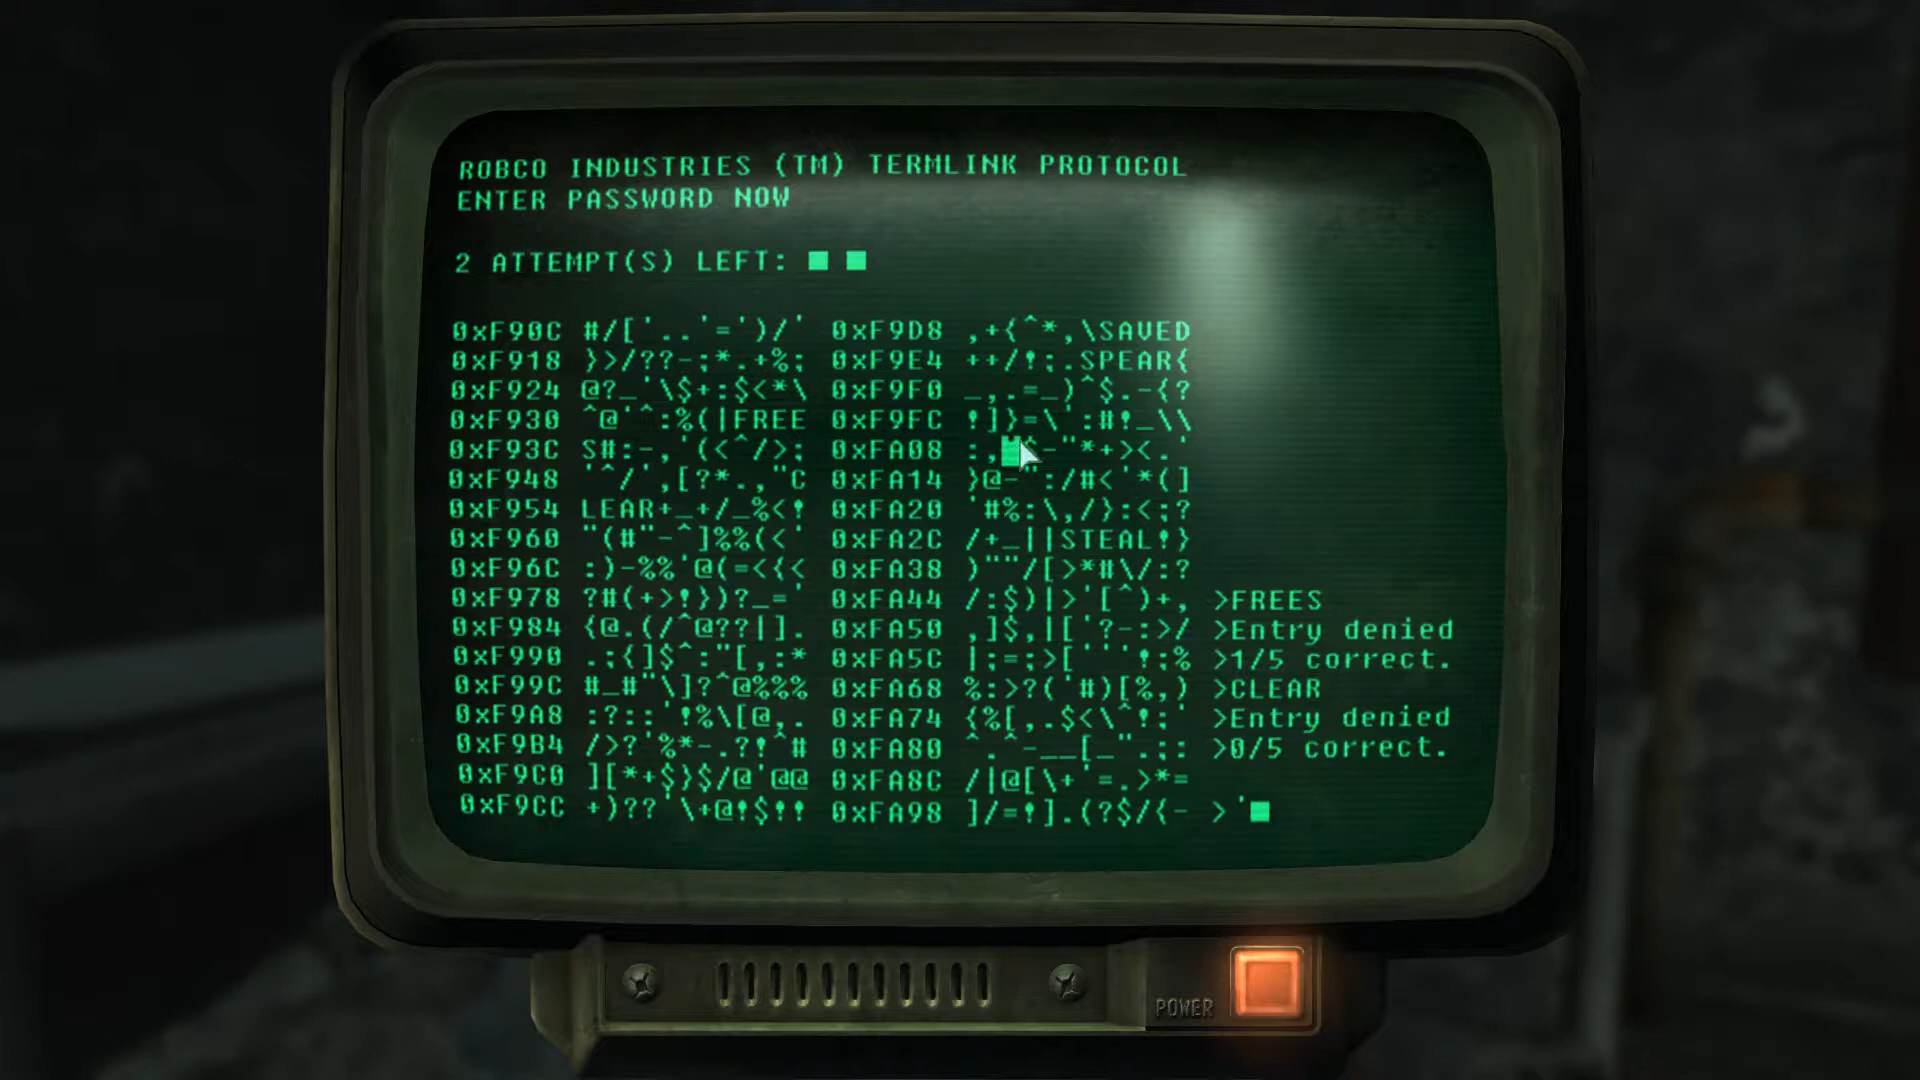 ROBCO INDUSTRIES (TM) TERMLINK PROTOCOL
ENTER PASSWORD NOW
2 ATTEMPT(S) LEFT: ■ ■
0xF90C #/['..'=')/' 0xF9D8 ,+{^*,\SAVED
0xF918 }>/??-;*.+%; 0xF9E4 ++/!;.SPEAR{
0xF924 @?_'\$+:$<*\ 0xF9F0 _,.=_)^$.-{?
0xF930 ^@'^:%(|FREE 0xF9FC !]}=\':#!_\\
0xF93C S#:-,'(<^/>; 0xFA08
0xF948 '^/',[?*.,"C 0xFA14 }@-":/#<'*(]
0xF954 LEAR+_+/_%<! 0xFA20 '#%:\,/}:<;?
0xF960 "(#"-^]%%(<' 0xFA2C /+_||STEAL!}
0xF96C :)-%%'@(=<{< 0xFA38 )""/[>*#\/:?
0xF978 ?#(+>!})?_=' 0xFA44 /:$)|>'[^)+, >FREES
0xF984 {@.(/^@??|]. 0xFA50 ,]$,|['?-:>/ >Entry denied
0xF990 .;{]$^:"[,:* 0xFA5C |;=;>['''!;% >1/5 correct.
0xF99C #_#"\]?^@%%% 0xFA68 %:>?('#)[%,) >CLEAR
0xF9A8 :?::'!%\[@,. 0xFA74 {%[,.$<\^!;' >Entry denied
0xF9B4 />?'%*-.?!^# 0xFA80 ^.^-__[_".;: >0/5 correct.
0xF9C0 ][*+$}$/@'@@ 0xFA8C /|@[\+'=.>*=
0xF9CC +)??'\+@!$!! 0xFA98 ]/=!].(?$/{- >'■
POWER